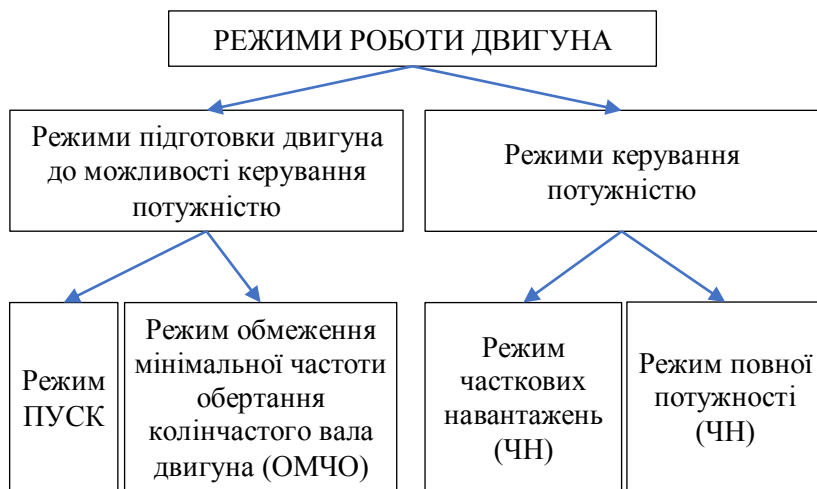 РЕЖИМИ РОБОТИ ДВИГУНА
Режими підготовки двигуна
до можливості керування
потужністю
Режими керування
потужністю
Режим
ПУСК
Режим обмеження
мінімальної частоти
обертання
колінчастого вала
двигуна (ОМЧО)
Режим
часткових
навантажень
(ЧН)
Режим повної
потужності
(ЧН)